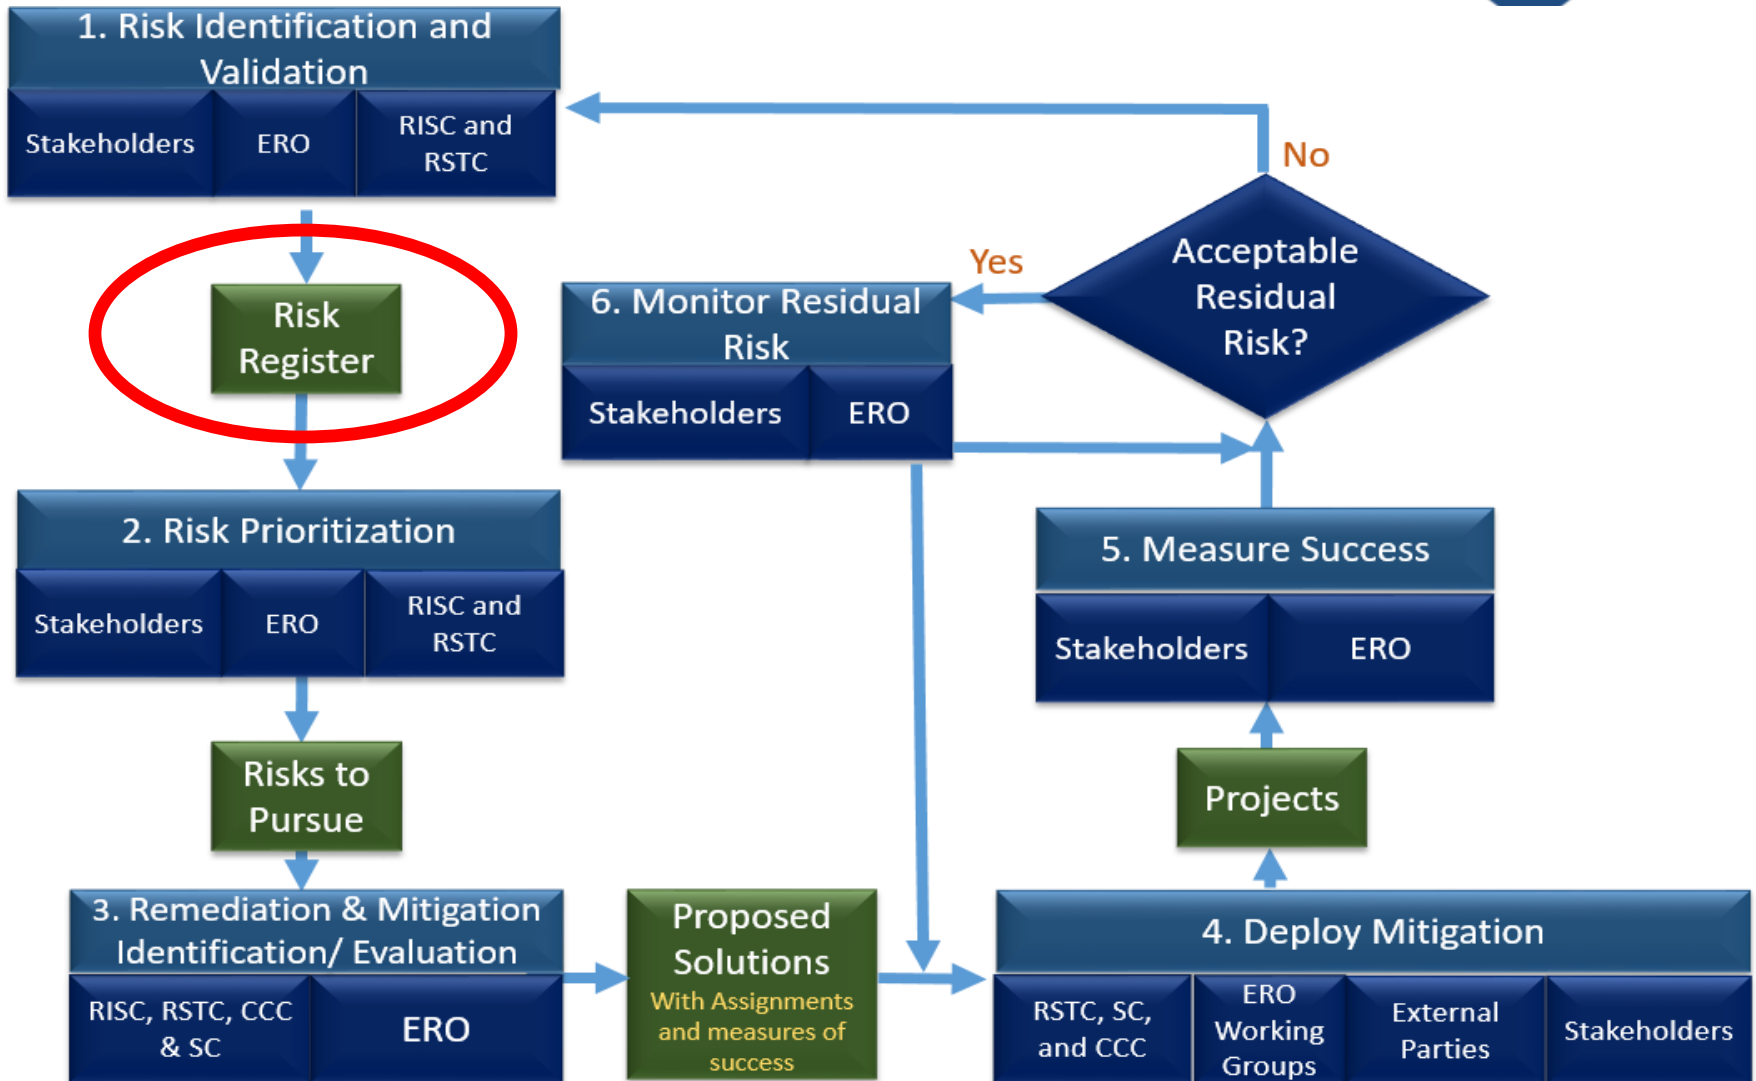 1. Risk Identification and
Validation
Stakeholders
ERO
RISC and
RSTC
Risk
Register
2. Risk Prioritization
Stakeholders
ERO
RISC and
RSTC
Risks to
Pursue
3. Remediation & Mitigation
Identification/ Evaluation
RISC, RSTC, CCC
& SC
ERO
Proposed
Solutions
With Assignments
and measures of
success
4. Deploy Mitigation
RSTC, SC,
and CCC
ERO
Working
Groups
External
Parties
Stakeholders
Projects
5. Measure Success
Stakeholders
ERO
Acceptable
Residual
Risk?
No
Yes
6. Monitor Residual
Risk
Stakeholders
ERO